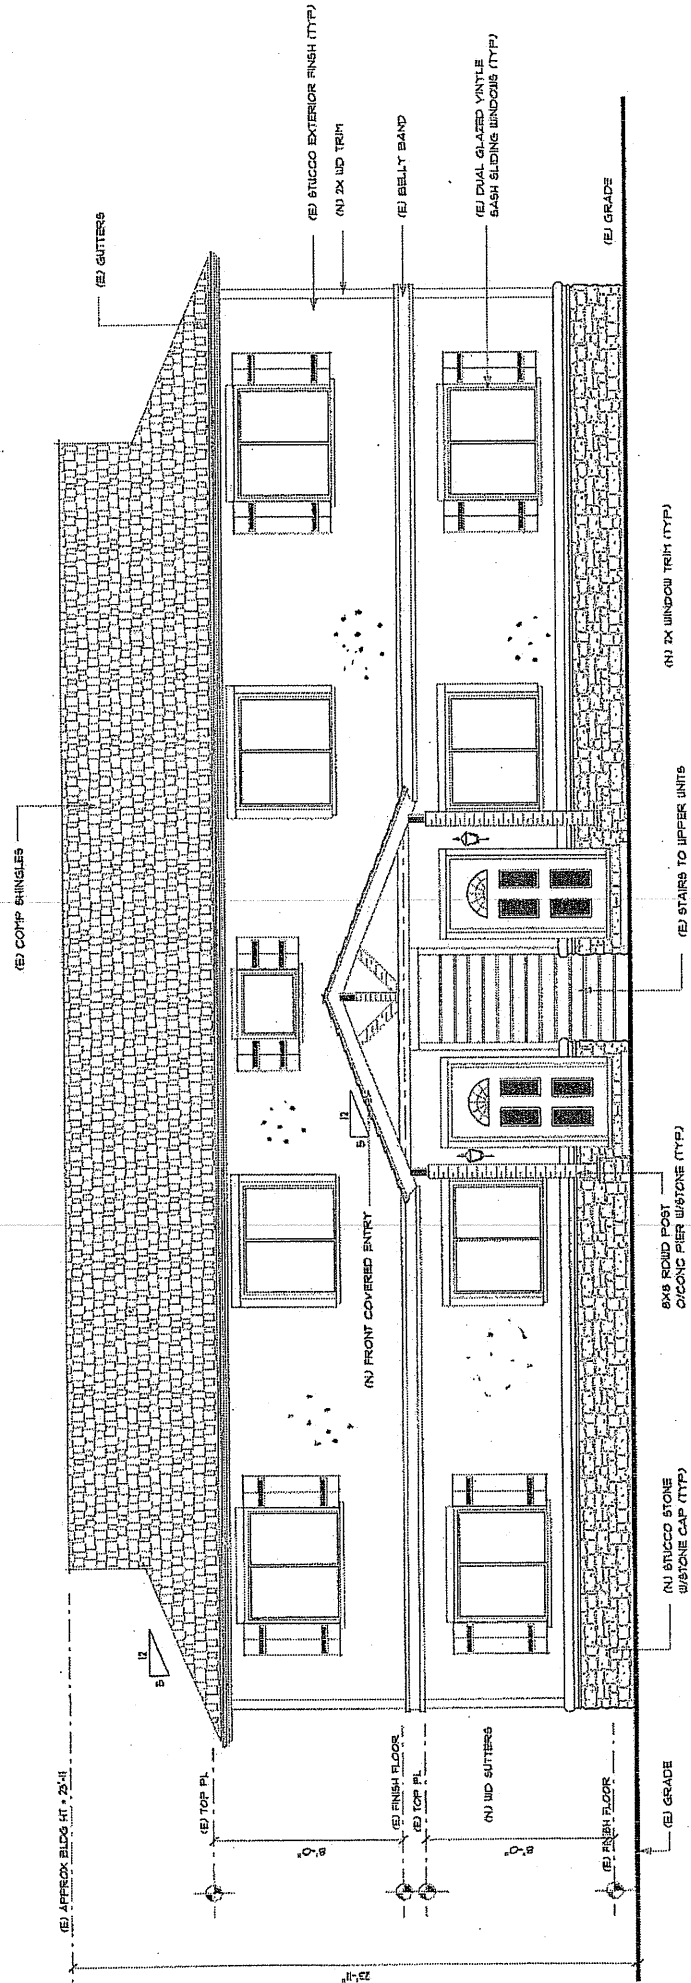 (E) APPROX BLDG HT = 23'-11
(E) COMP SHINGLES
(E) GUTTERS
12
5
(E) TOP PL
8'-0"
(E) FINISH FLOOR
(E) TOP PL
(N) WD SUTTERS
8'-0"
(E) FINISH FLOOR
23'-11"
(E) GRADE
(N) STUCCO STONE
W/STONE CAP (TYP)
8X8 RDWD POST
O/CONC PIER W/STONE (TYP)
(N) FRONT COVERED ENTRY
12
5
(E) STAIRS TO UPPER UNITS
(N) 2X WINDOW TRIM (TYP)
(E) STUCCO EXTERIOR FINISH (TYP)
(N) 2X WD TRIM
(E) BELLY BAND
(E) DUAL GLAZED VINYLE
SASH SLIDING WINDOWS (TYP)
(E) GRADE